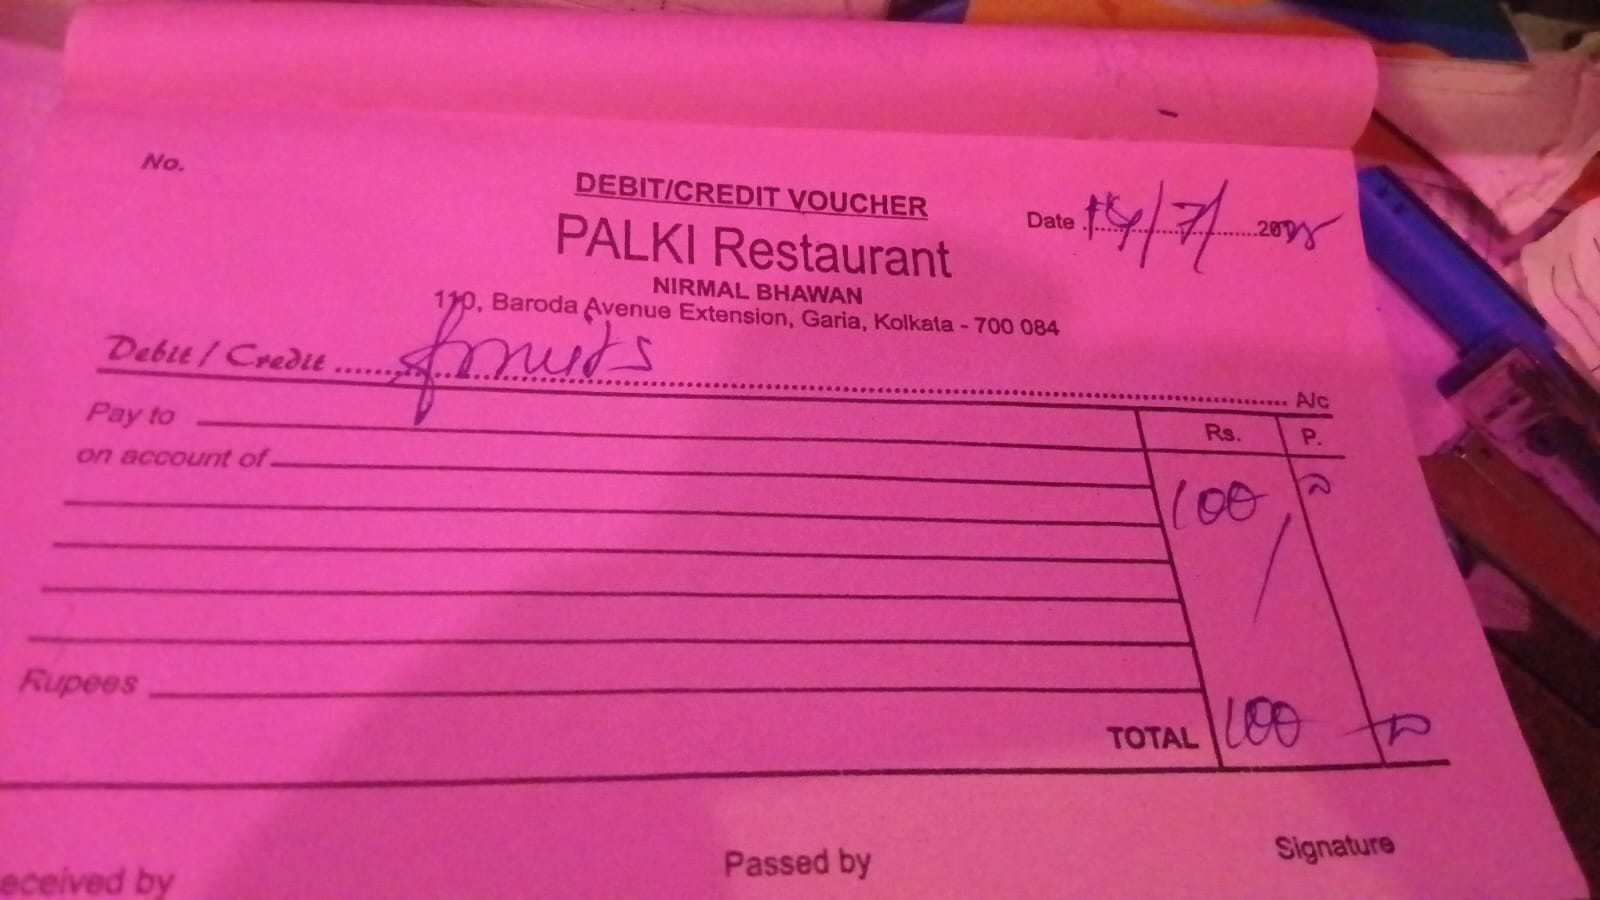 No.
DEBIT/CREDIT VOUCHER
Date 14/7/2025
PALKI Restaurant
NIRMAL BHAWAN
110, Baroda Avenue Extension, Garia, Kolkata - 700 084
Debit / Credit fruits A/c
Pay to Rs. P.
on account of
100
Rupees
TOTAL 100
eceived by Passed by Signature